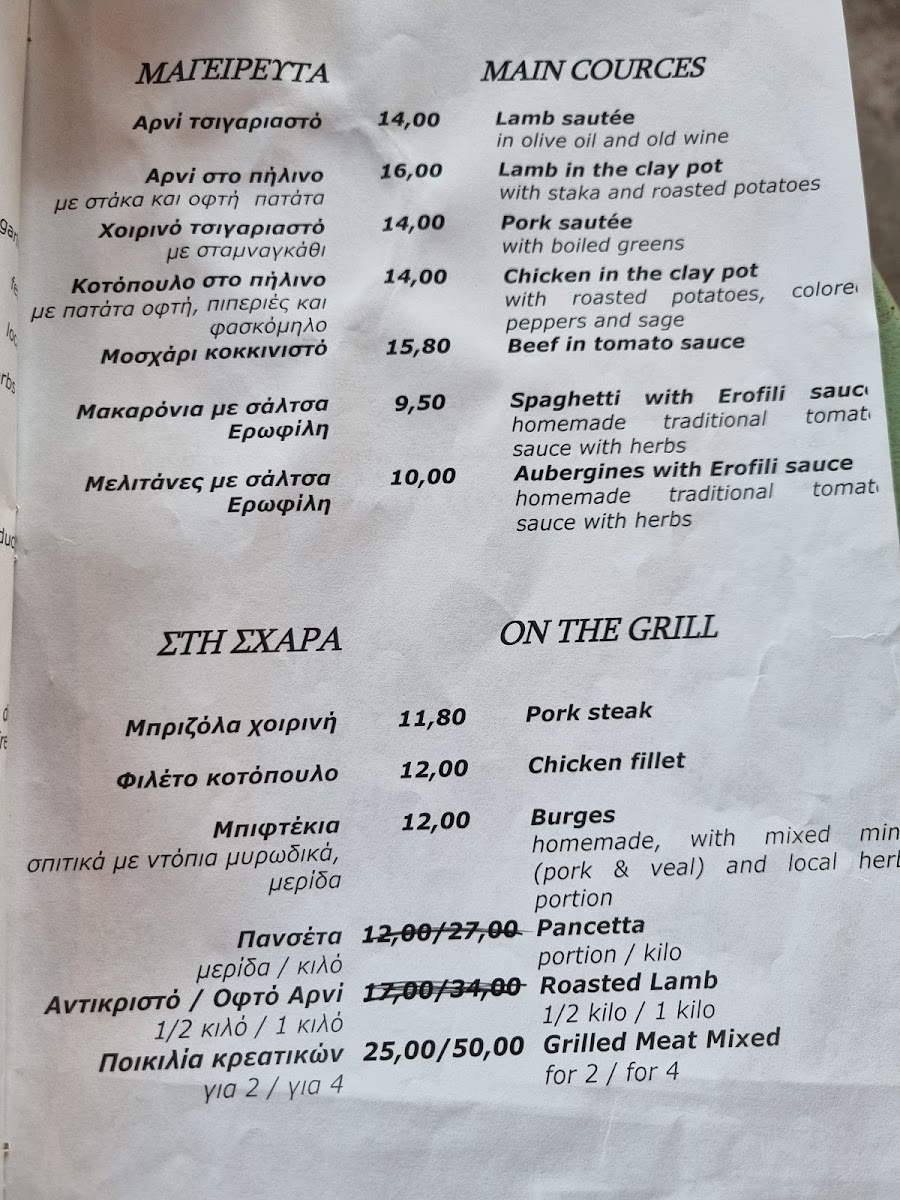 ΜΑΓΕΙΡΕΥΤΑ MAIN COURCES
Αρνί τσιγαριαστό 14,00 Lamb sautée
in olive oil and old wine
Αρνί στο πήλινο 16,00 Lamb in the clay pot
με στάκα και οφτή πατάτα with staka and roasted potatoes
Χοιρινό τσιγαριαστό 14,00 Pork sautée
με σταμναγκάθι with boiled greens
Κοτόπουλο στο πήλινο 14,00 Chicken in the clay pot
με πατάτα οφτή, πιπεριές και with roasted potatoes, colore
φασκόμηλο peppers and sage
Μοσχάρι κοκκινιστό 15,80 Beef in tomato sauce
Μακαρόνια με σάλτσα 9,50 Spaghetti with Erofili sauc
Ερωφίλη homemade traditional tomat
sauce with herbs
Μελιτάνες με σάλτσα 10,00 Aubergines with Erofili sauce
Ερωφίλη homemade traditional tomat
sauce with herbs
ΣΤΗ ΣΧΑΡΑ ON THE GRILL
Μπριζόλα χοιρινή 11,80 Pork steak
Φιλέτο κοτόπουλο 12,00 Chicken fillet
Μπιφτέκια 12,00 Burges
σπιτικά με ντόπια μυρωδικά, homemade, with mixed min
μερίδα (pork & veal) and local herb
portion
Πανσέτα 12,00/27,00 Pancetta
μερίδα / κιλό portion / kilo
Αντικριστό / Οφτό Αρνί 17,00/34,00 Roasted Lamb
1/2 κιλό / 1 κιλό 1/2 kilo / 1 kilo
Ποικιλία κρεατικών 25,00/50,00 Grilled Meat Mixed
για 2 / για 4 for 2 / for 4